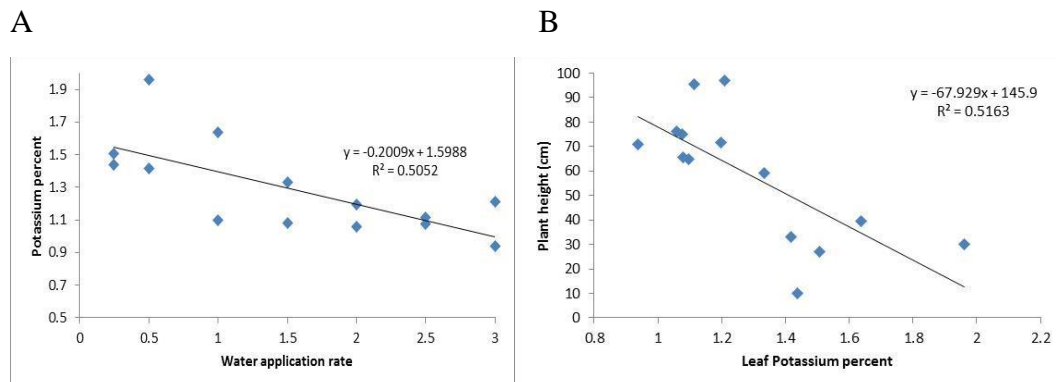 A
B
1.9
1.7
1.5
1.3
1.1
0.9
0.7
0.5
0 0.5 1 1.5 2 2.5 3
Potassium percent
Water application rate
y = -0.2009x + 1.5988
R² = 0.5052
100
90
80
70
60
50
40
30
20
10
0
0.8 1 1.2 1.4 1.6 1.8 2 2.2
Plant height (cm)
Leaf Potassium percent
y = -67.929x + 145.9
R² = 0.5163